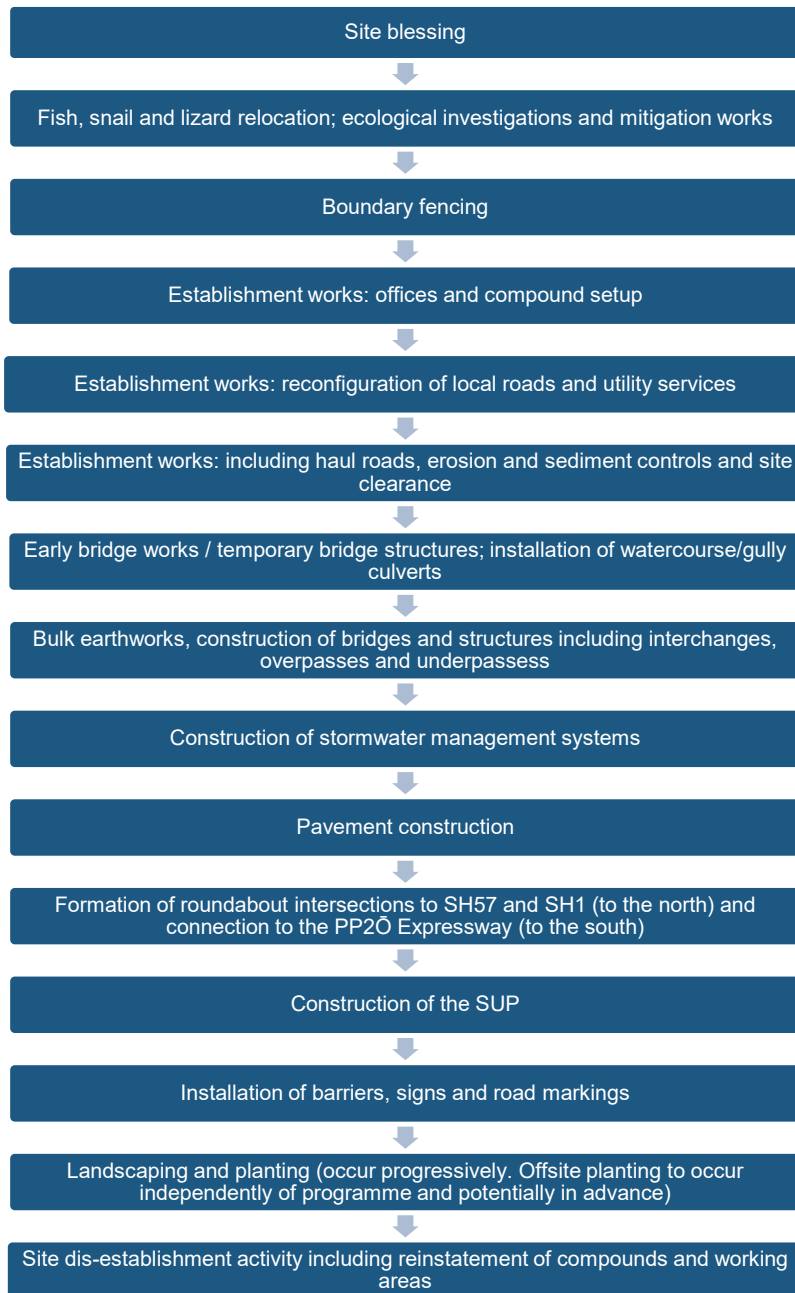 Site blessing
Fish, snail and lizard relocation; ecological investigations and mitigation works
Boundary fencing
Establishment works: offices and compound setup
Establishment works: reconfiguration of local roads and utility services
Establishment works: including haul roads, erosion and sediment controls and site
clearance
Early bridge works / temporary bridge structures; installation of watercourse/gully
culverts
Bulk earthworks, construction of bridges and structures including interchanges,
overpasses and underpassess
Construction of stormwater management systems
Pavement construction
Formation of roundabout intersections to SH57 and SH1 (to the north) and
connection to the PP2Ō Expressway (to the south)
Construction of the SUP
Installation of barriers, signs and road markings
Landscaping and planting (occur progressively. Offsite planting to occur
independently of programme and potentially in advance)
Site dis-establishment activity including reinstatement of compounds and working
areas